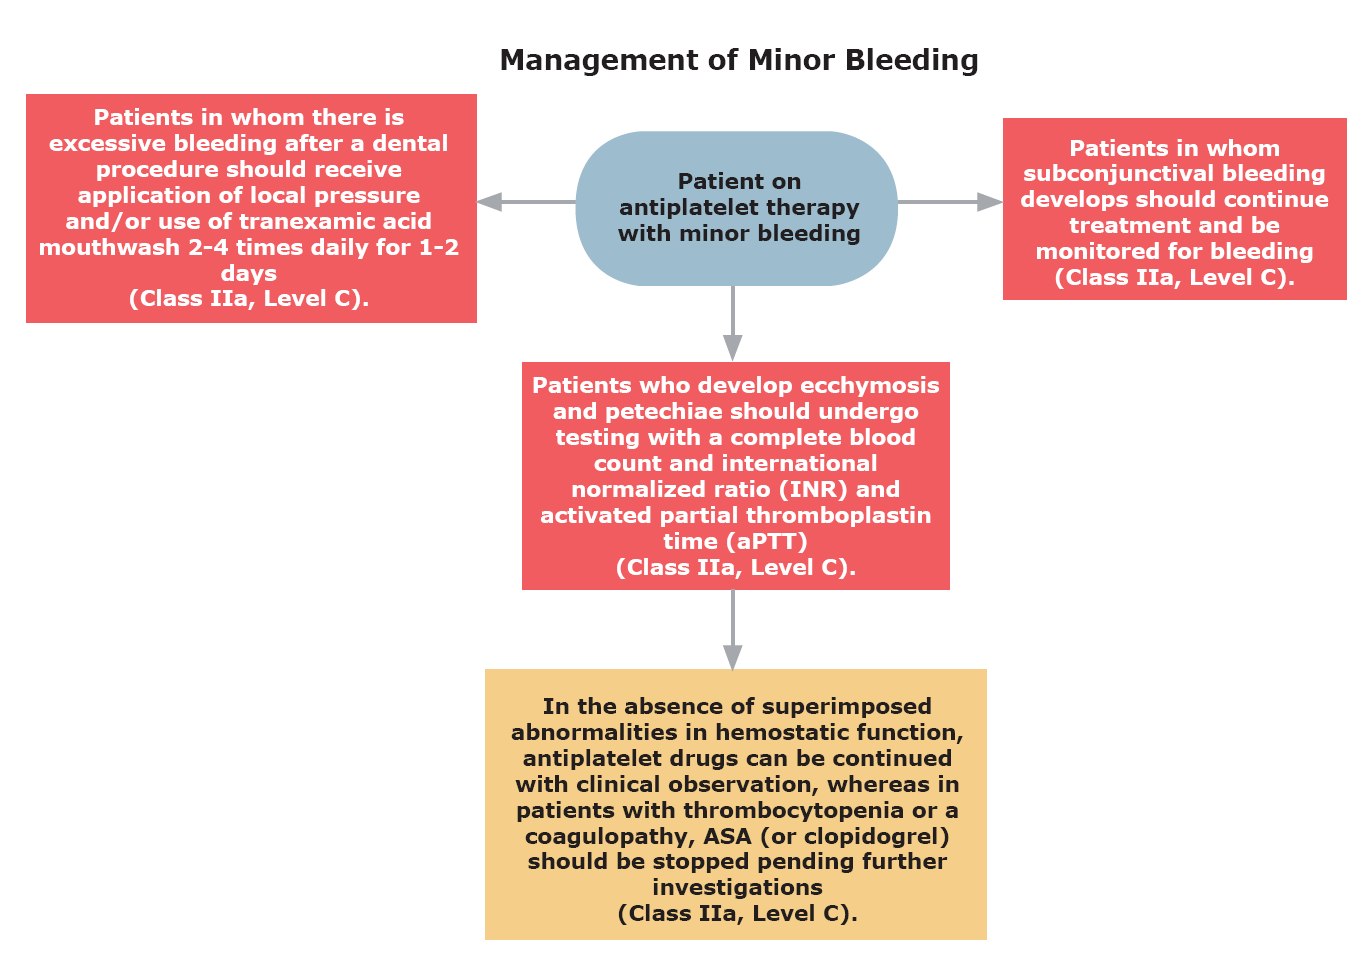 Management of Minor Bleeding
Patients in whom there is
excessive bleeding after a dental
procedure should receive
application of local pressure
and/or use of tranexamic acid
mouthwash 2-4 times daily for 1-2
days
(Class IIa, Level C).
Patient on
antiplatelet therapy
with minor bleeding
Patients in whom
subconjunctival bleeding
develops should continue
treatment and be
monitored for bleeding
(Class IIa, Level C).
Patients who develop ecchymosis
and petechiae should undergo
testing with a complete blood
count and international
normalized ratio (INR) and
activated partial thromboplastin
time (aPTT)
(Class IIa, Level C).
In the absence of superimposed
abnormalities in hemostatic function,
antiplatelet drugs can be continued
with clinical observation, whereas in
patients with thrombocytopenia or a
coagulopathy, ASA (or clopidogrel)
should be stopped pending further
investigations
(Class IIa, Level C).